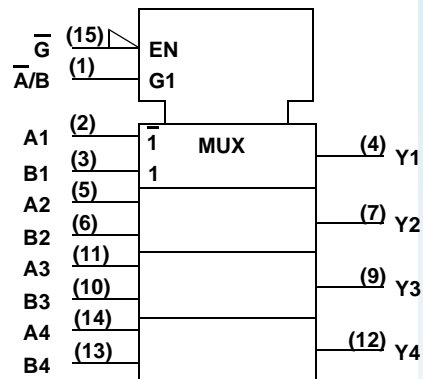 G̅ (15) EN
A̅/B (1) G1
A1 (2) 1̅ MUX
(4) Y1
B1 (3) 1
A2 (5)
(7) Y2
B2 (6)
A3 (11)
(9) Y3
B3 (10)
A4 (14)
(12) Y4
B4 (13)